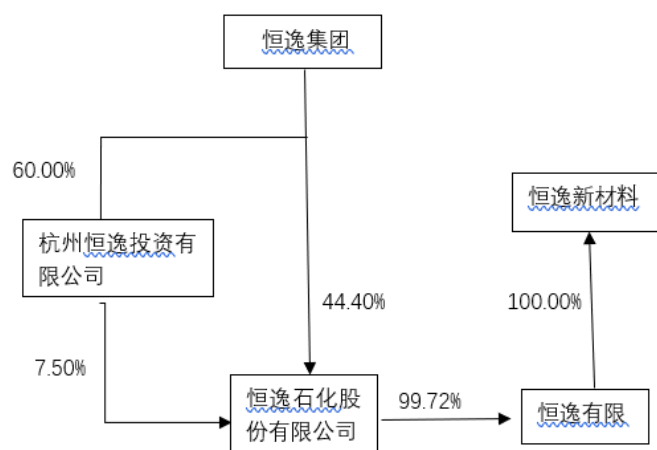 恒逸集团
60.00%
恒逸新材料
杭州恒逸投资有
限公司
44.40%
100.00%
7.50%
恒逸石化股
份有限公司
99.72%
恒逸有限